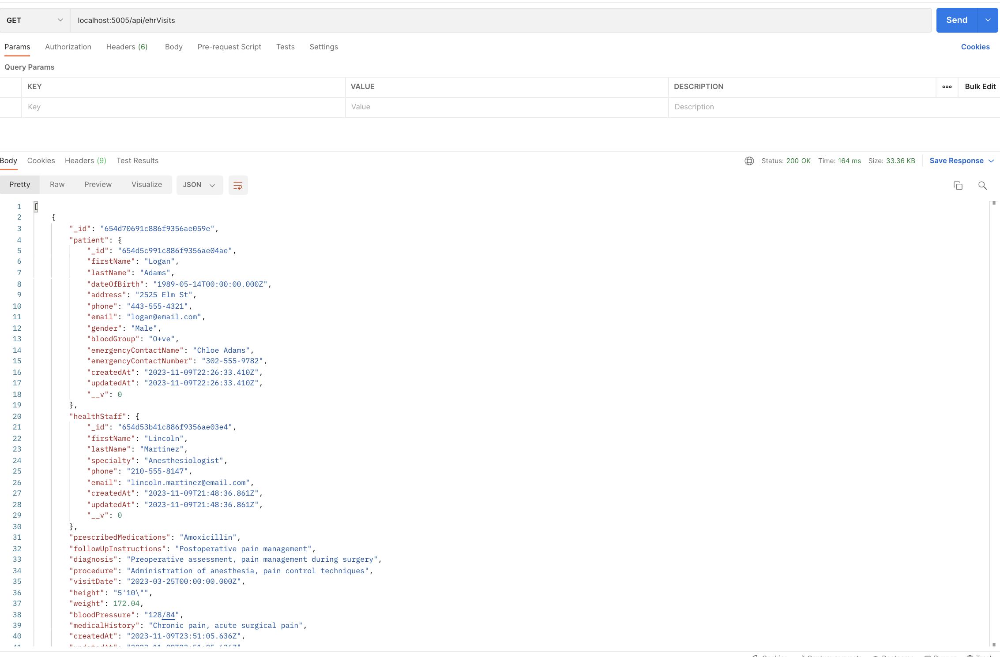 GET localhost:5005/api/ehrVisits Send
Params Authorization Headers (6) Body Pre-request Script Tests Settings Cookies
Query Params
KEY VALUE DESCRIPTION Bulk Edit
Key Value Description
Body Cookies Headers (9) Test Results Status: 200 OK Time: 164 ms Size: 33.36 KB Save Response
Pretty Raw Preview Visualize JSON
1 [
2 {
3 "_id": "654d70691c886f9356ae059e",
4 "patient": {
5 "_id": "654d5c991c886f9356ae04ae",
6 "firstName": "Logan",
7 "lastName": "Adams",
8 "dateOfBirth": "1989-05-14T00:00:00.000Z",
9 "address": "2525 Elm St",
10 "phone": "443-555-4321",
11 "email": "logan@email.com",
12 "gender": "Male",
13 "bloodGroup": "O+ve",
14 "emergencyContactName": "Chloe Adams",
15 "emergencyContactNumber": "302-555-9782",
16 "createdAt": "2023-11-09T22:26:33.410Z",
17 "updatedAt": "2023-11-09T22:26:33.410Z",
18 "__v": 0
19 },
20 "healthStaff": {
21 "_id": "654d53b41c886f9356ae03e4",
22 "firstName": "Lincoln",
23 "lastName": "Martinez",
24 "specialty": "Anesthesiologist",
25 "phone": "210-555-8147",
26 "email": "lincoln.martinez@email.com",
27 "createdAt": "2023-11-09T21:48:36.861Z",
28 "updatedAt": "2023-11-09T21:48:36.861Z",
29 "__v": 0
30 },
31 "prescribedMedications": "Amoxicillin",
32 "followUpInstructions": "Postoperative pain management",
33 "diagnosis": "Preoperative assessment, pain management during surgery",
34 "procedure": "Administration of anesthesia, pain control techniques",
35 "visitDate": "2023-03-25T00:00:00.000Z",
36 "height": "5'10\"",
37 "weight": 172.04,
38 "bloodPressure": "128/84",
39 "medicalHistory": "Chronic pain, acute surgical pain",
40 "createdAt": "2023-11-09T23:51:05.636Z",